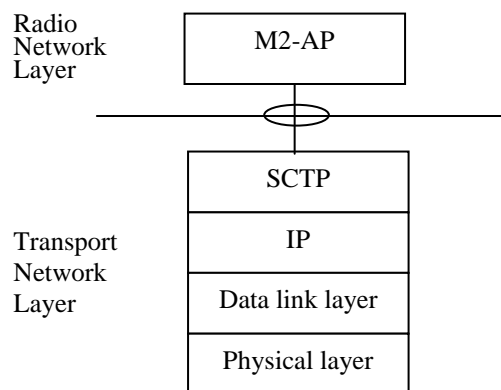 Radio
Network
Layer
M2-AP
SCTP
IP
Data link layer
Physical layer
Transport
Network
Layer